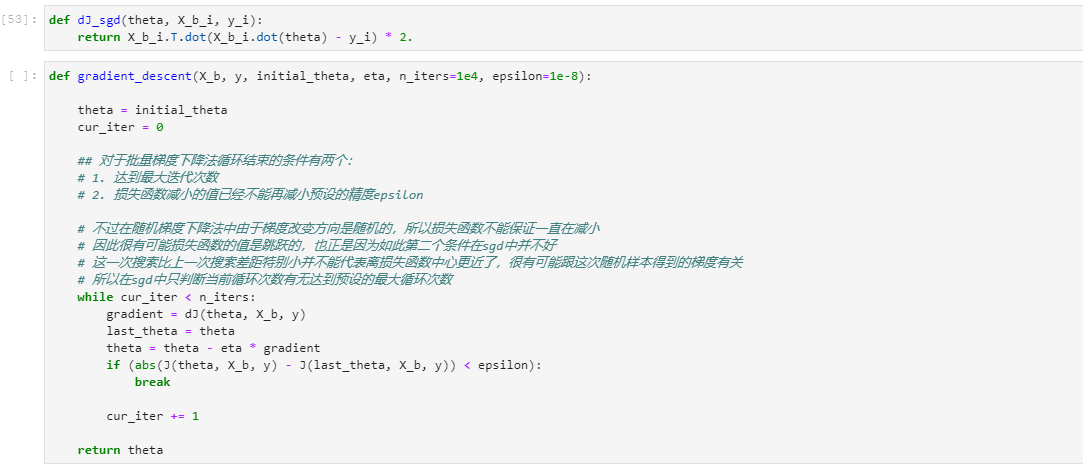 [53]: def dJ_sgd(theta, X_b_i, y_i):
    return X_b_i.T.dot(X_b_i.dot(theta) - y_i) * 2.
[ ]: def gradient_descent(X_b, y, initial_theta, eta, n_iters=1e4, epsilon=1e-8):
    theta = initial_theta
    cur_iter = 0
    ## 对于批量梯度下降法循环结束的条件有两个:
    # 1. 达到最大迭代次数
    # 2. 损失函数减小的值已经不能再减小预设的精度epsilon
    # 不过在随机梯度下降法中由于梯度改变方向是随机的，所以损失函数不能保证一直在减小
    # 因此很有可能损失函数的值是跳跃的，也正是因为如此第二个条件在sgd中并不好
    # 这一次搜索比上一次搜索差距特别小并不能代表离损失函数中心更近了，很有可能跟这次随机样本得到的梯度有关
    # 所以在sgd中只判断当前循环次数有无达到预设的最大循环次数
    while cur_iter < n_iters:
        gradient = dJ(theta, X_b, y)
        last_theta = theta
        theta = theta - eta * gradient
        if (abs(J(theta, X_b, y) - J(last_theta, X_b, y)) < epsilon):
            break
        cur_iter += 1
    return theta